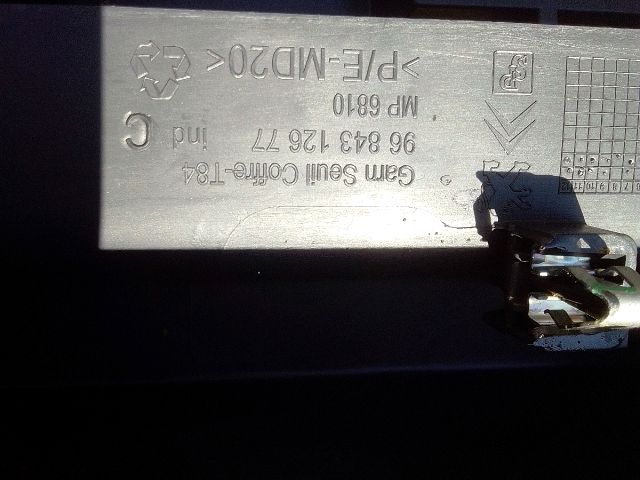 Garn Seuil Coffre-T84
96 843 126 77 ind C
MP 6810
>P/E-MD20<